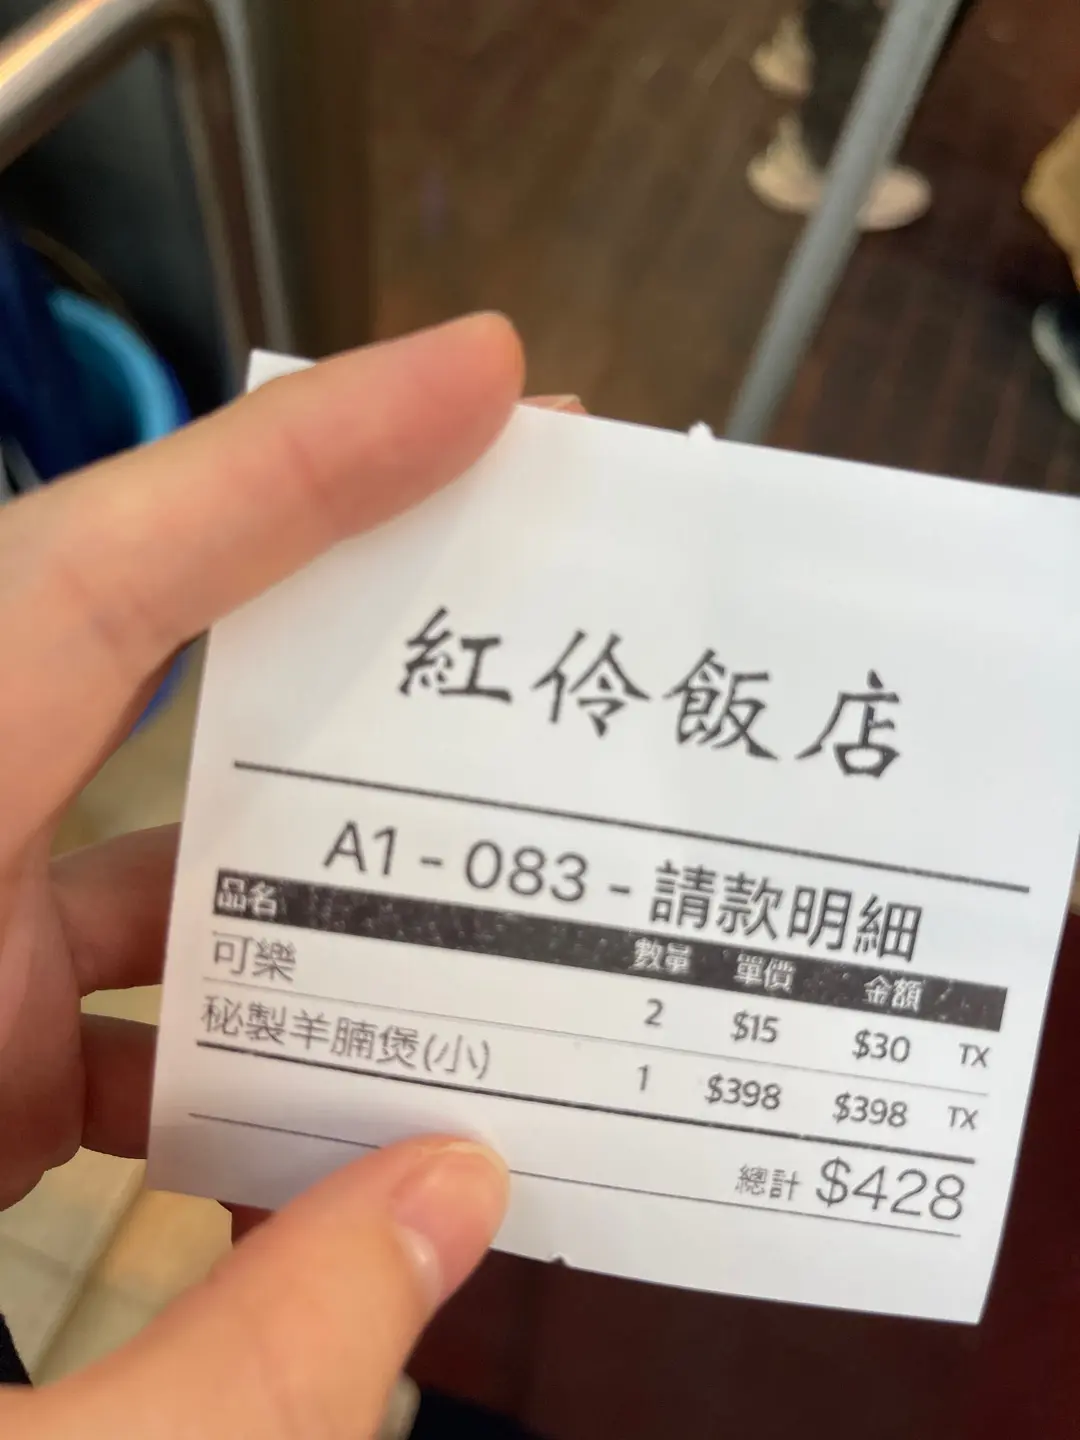 紅伶飯店
A1 - 083 - 請款明細
品名 數量 單價 金額
可樂 2 $15 $30 TX
秘製羊腩煲(小) 1 $398 $398 TX
總計 $428